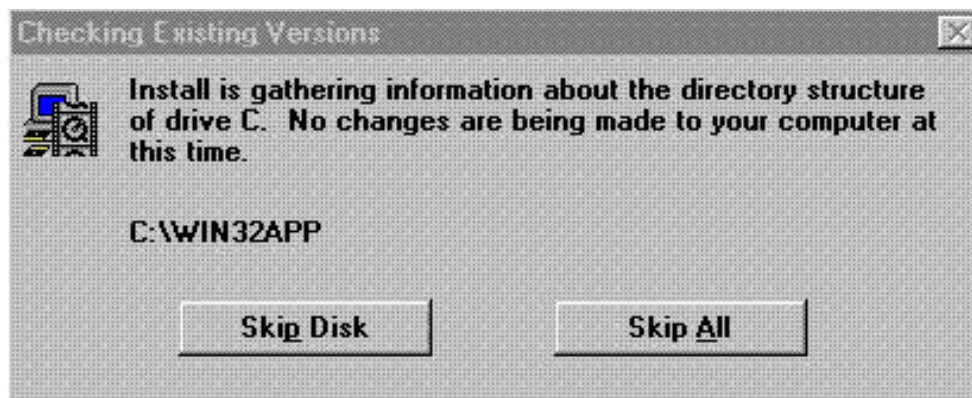 Checking Existing Versions
Install is gathering information about the directory structure
of drive C.  No changes are being made to your computer at
this time.
C:\WIN32APP
Skip Disk
Skip All